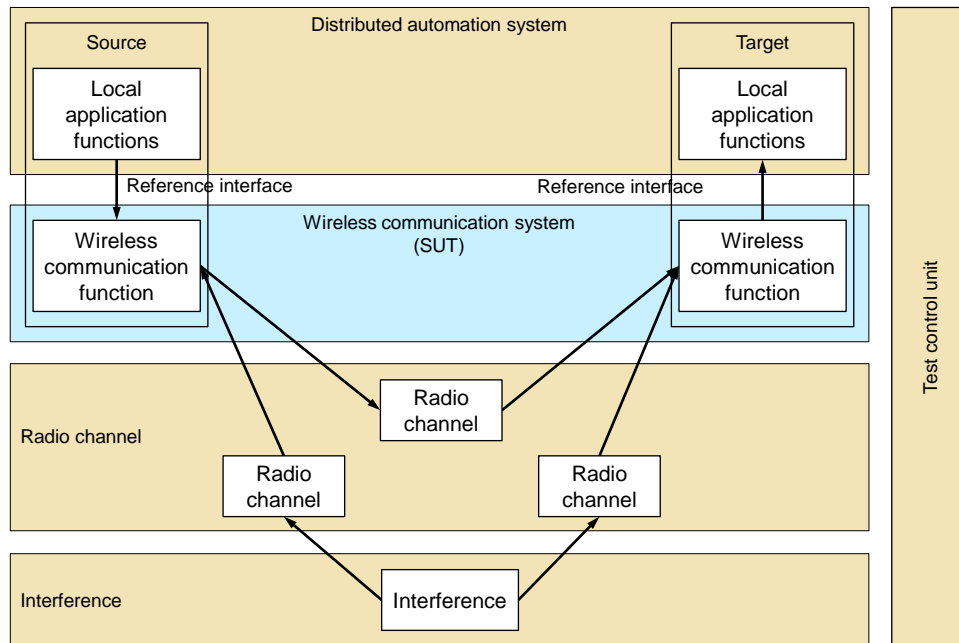 Distributed automation system
Source
Target
Local
application
functions
Local
application
functions
Reference interface
Reference interface
Wireless communication system
(SUT)
Wireless
communication
function
Wireless
communication
function
Radio
channel
Radio channel
Radio
channel
Radio
channel
Interference
Interference
Test control unit